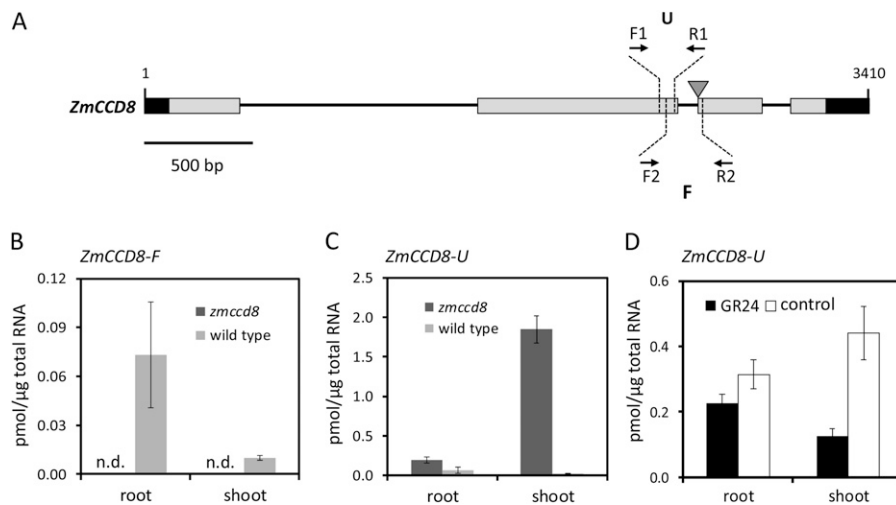 A
U
F1
R1
1
3410
ZmCCD8
500 bp
F2
R2
F
B
ZmCCD8-F
pmol/µg total RNA
0.12
0.09
0.06
0.03
0.00
zmccd8
wild type
n.d.
n.d.
root
shoot
C
ZmCCD8-U
pmol/µg total RNA
2.5
2.0
1.5
1.0
0.5
0.0
zmccd8
wild type
root
shoot
D
ZmCCD8-U
pmol/µg total RNA
0.6
0.4
0.2
0.0
GR24
control
root
shoot